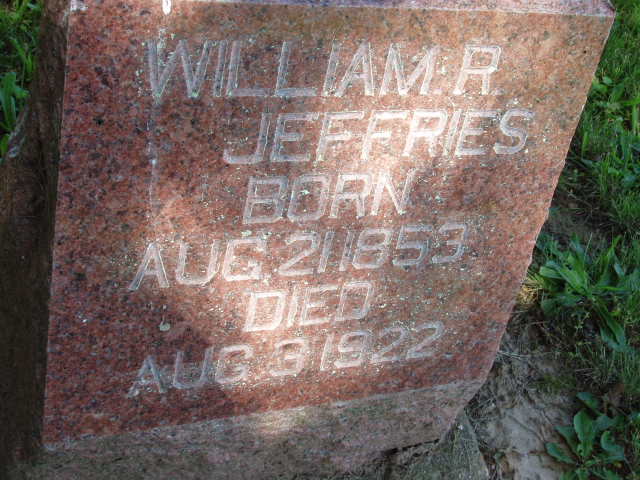 WILLIAM. R.
JEFFRIES
BORN
AUG. 21 1853
DIED
AUG. 3 1922